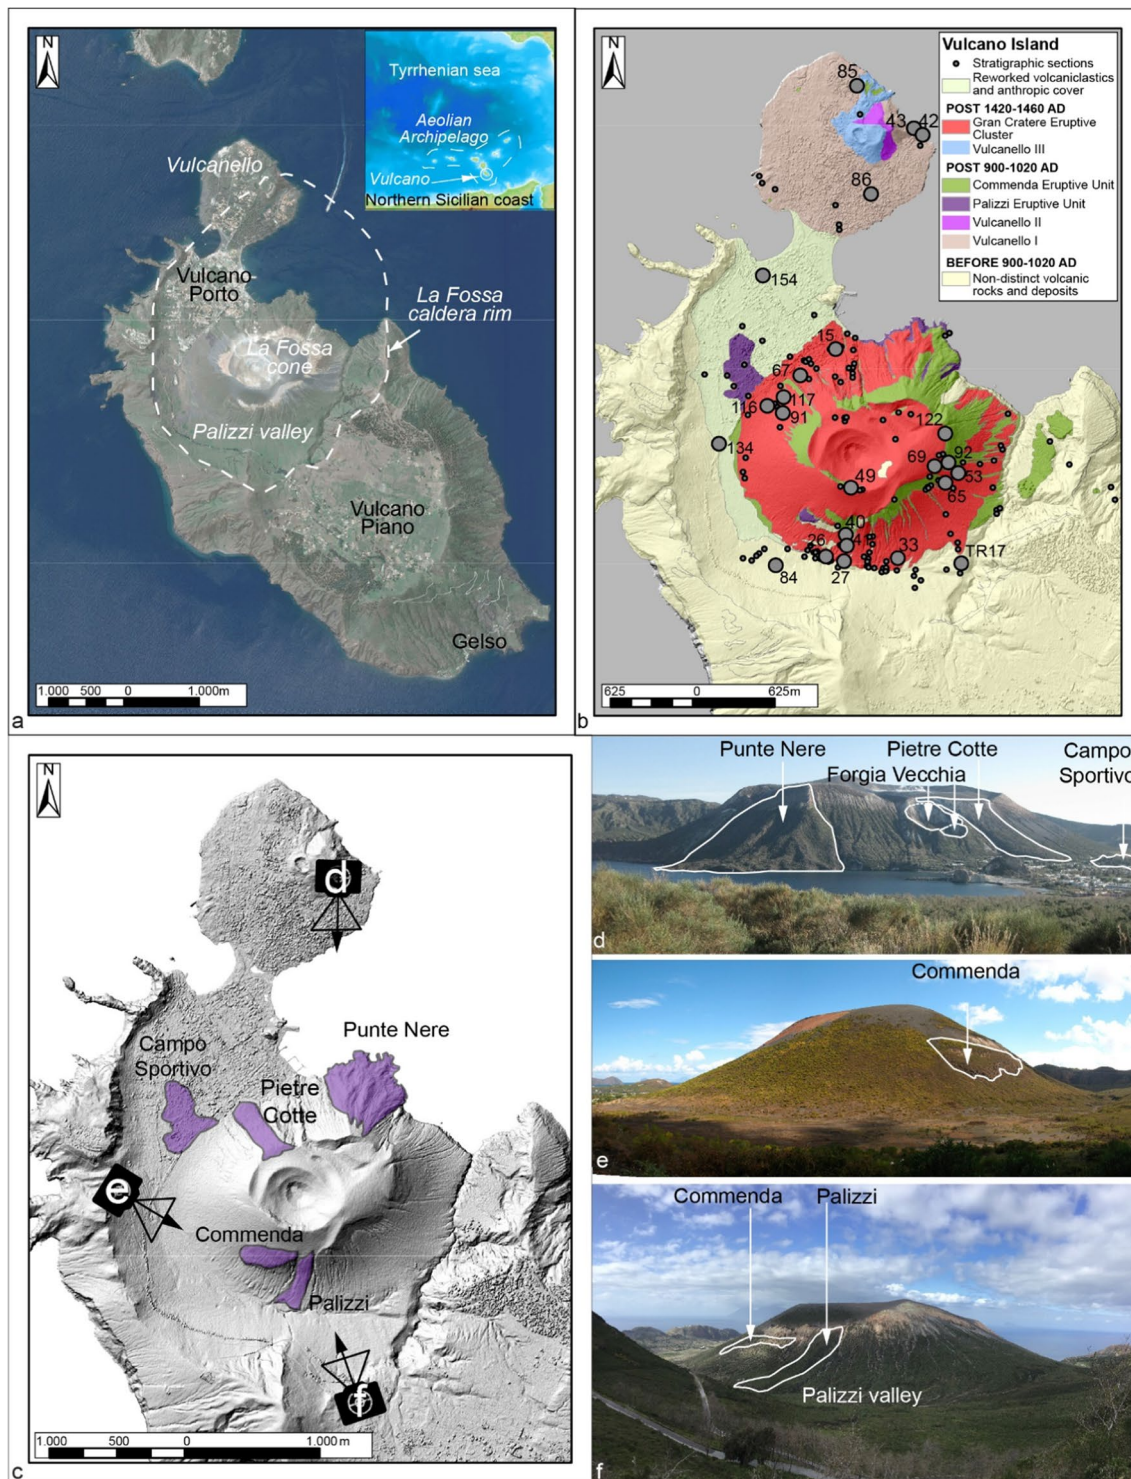 N
Tyrrhenian sea
Aeolian
Archipelago
Vulcano
Northern Sicilian coast
Vulcanello
Vulcano
Porto
La Fossa
caldera rim
La Fossa
cone
Palizzi valley
Vulcano
Piano
Gelso
1.000 500 0 1.000m
a
N
Vulcano Island
Stratigraphic sections
Reworked volcaniclastics
and anthropic cover
POST 1420-1460 AD
Gran Cratere Eruptive
Cluster
Vulcanello III
POST 900-1020 AD
Commenda Eruptive Unit
Palizzi Eruptive Unit
Vulcanello II
Vulcanello I
BEFORE 900-1020 AD
Non-distinct volcanic
rocks and deposits
85
43 42
86
154
15
67
117
116
91
122
134
92
69
53
49
65
40
41
26
33
TR17
84
27
625 0 625m
b
N
d
Punte Nere
Campo
Sportivo
Pietre
Cotte
e
Commenda
Palizzi
f
1.000 500 0 1.000 m
c
Punte Nere
Pietre Cotte
Campo
Forgia Vecchia
Sportivo
d
Commenda
e
Commenda
Palizzi
Palizzi valley
f